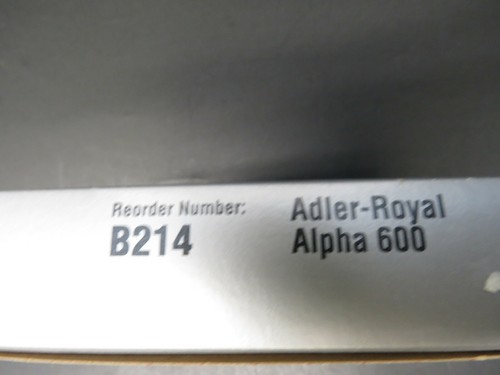 Reorder Number:
B214
Adler-Royal
Alpha 600